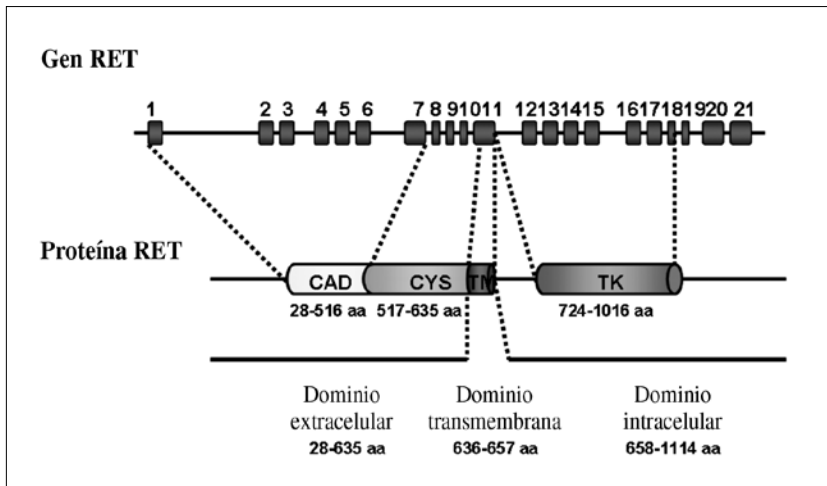 Gen RET
1 2 3 4 5 6 7 8 9 10 11 12 13 14 15 16 17 18 19 20 21
Proteína RET
CAD CYS TM TK
28-516 aa 517-635 aa 724-1016 aa
Dominio Dominio Dominio
extracelular transmembrana intracelular
28-635 aa 636-657 aa 658-1114 aa